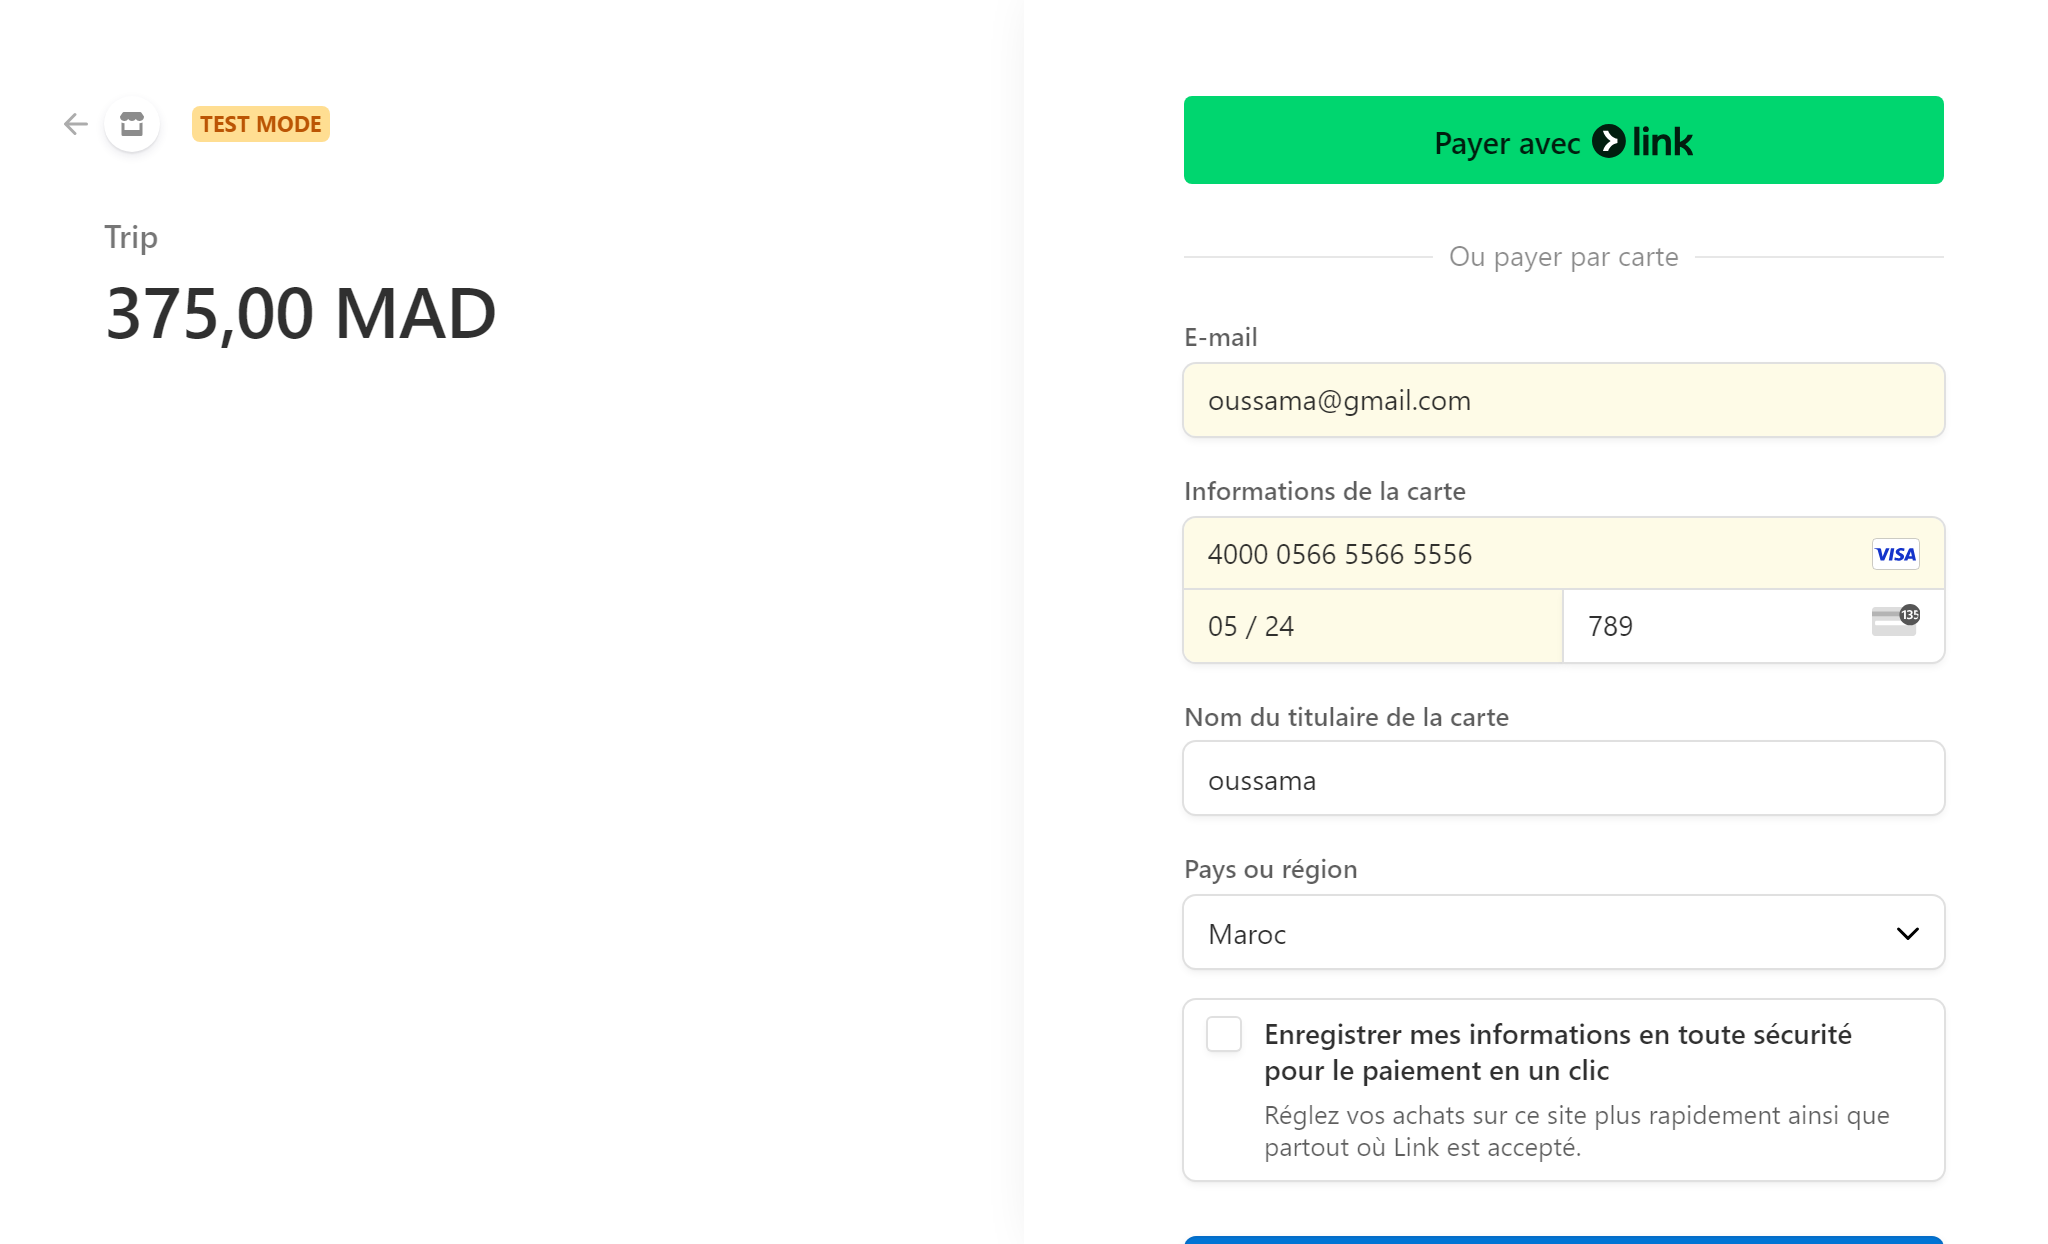 TEST MODE
Trip
375,00 MAD
Payer avec link
Ou payer par carte
E-mail
oussama@gmail.com
Informations de la carte
4000 0566 5566 5556
VISA
05 / 24
789
135
Nom du titulaire de la carte
oussama
Pays ou région
Maroc
Enregistrer mes informations en toute sécurité
pour le paiement en un clic
Réglez vos achats sur ce site plus rapidement ainsi que
partout où Link est accepté.